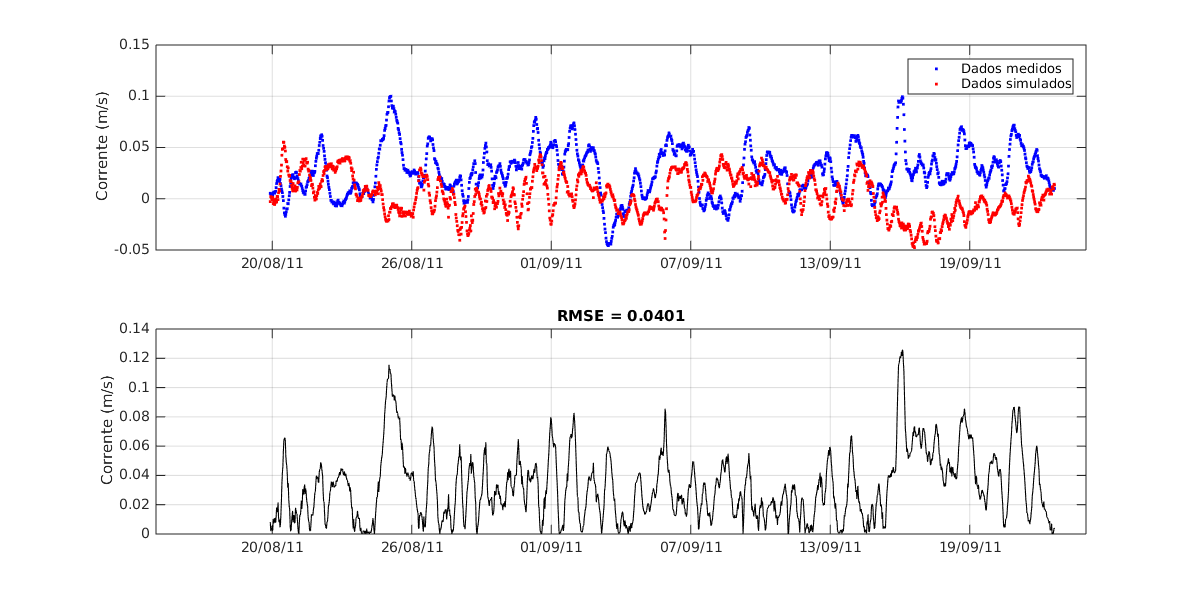 0.15
0.1
0.05
0
-0.05
Corrente (m/s)
Dados medidos
Dados simulados
20/08/11 26/08/11 01/09/11 07/09/11 13/09/11 19/09/11
RMSE = 0.0401
0.14
0.12
0.1
0.08
0.06
0.04
0.02
0
Corrente (m/s)
20/08/11 26/08/11 01/09/11 07/09/11 13/09/11 19/09/11